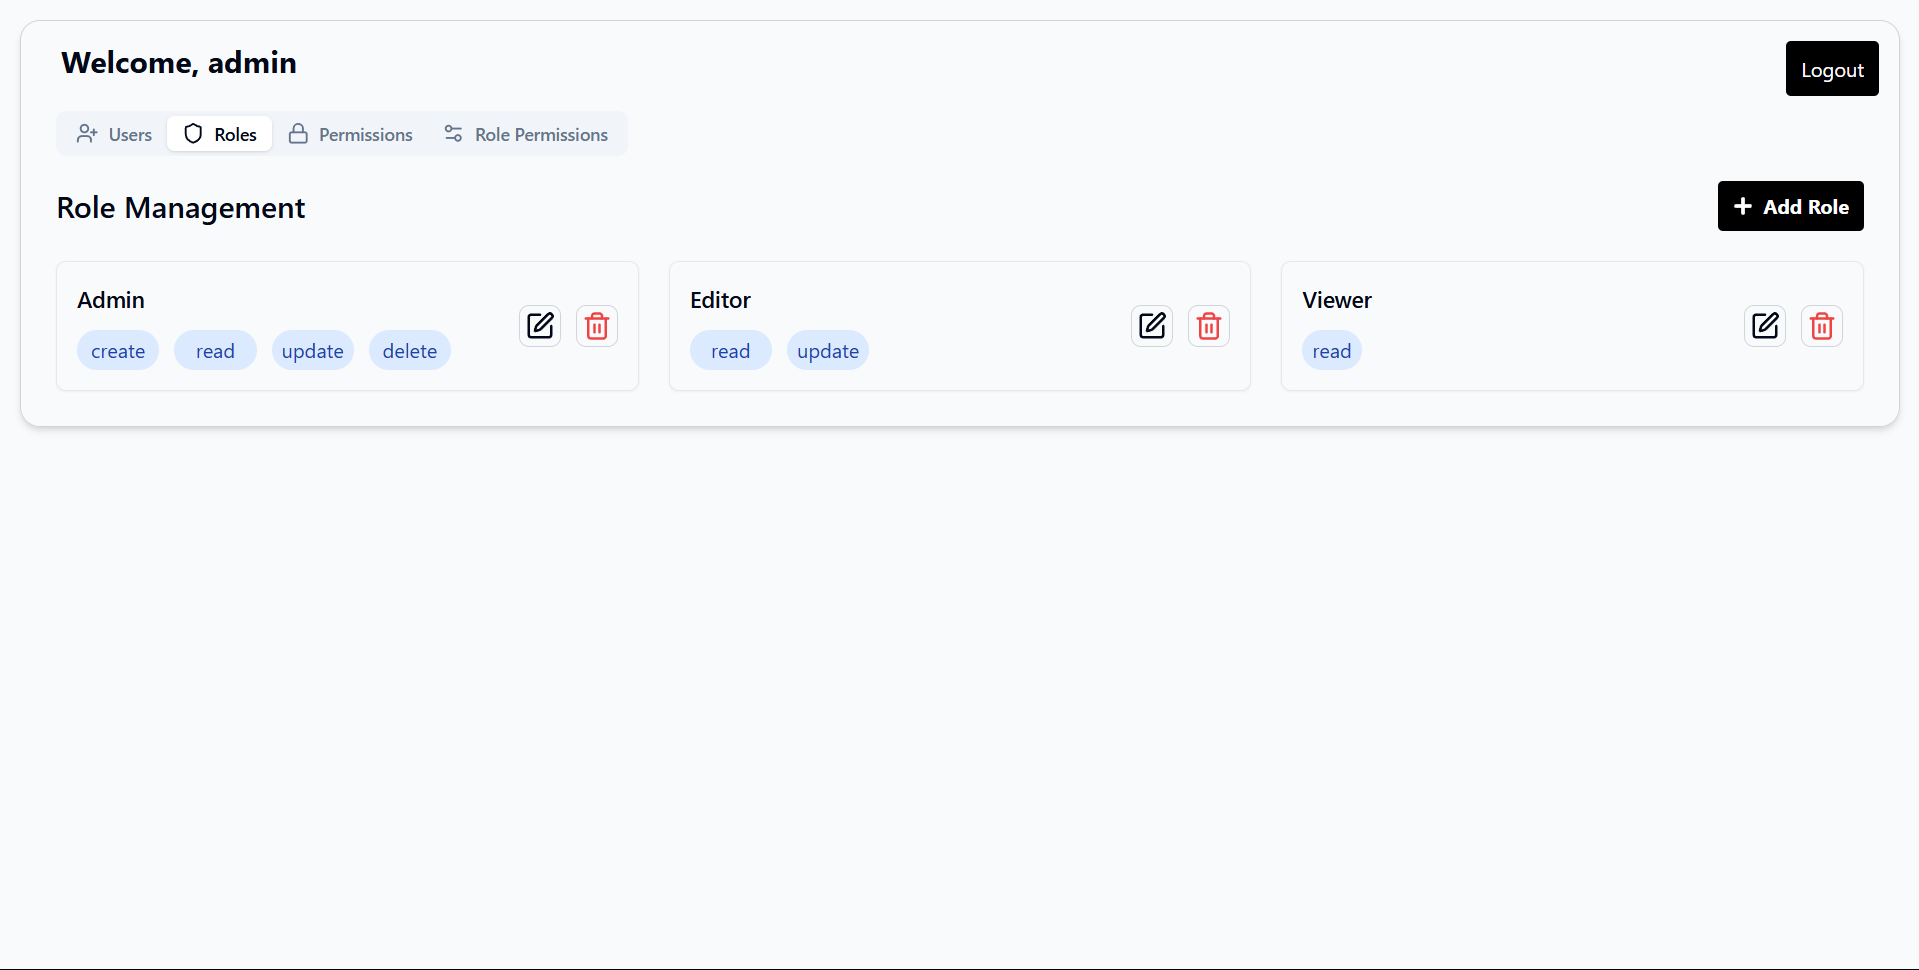 Welcome, admin
Logout
Users Roles Permissions Role Permissions
Role Management
Add Role
Admin
create read update delete
Editor
read update
Viewer
read